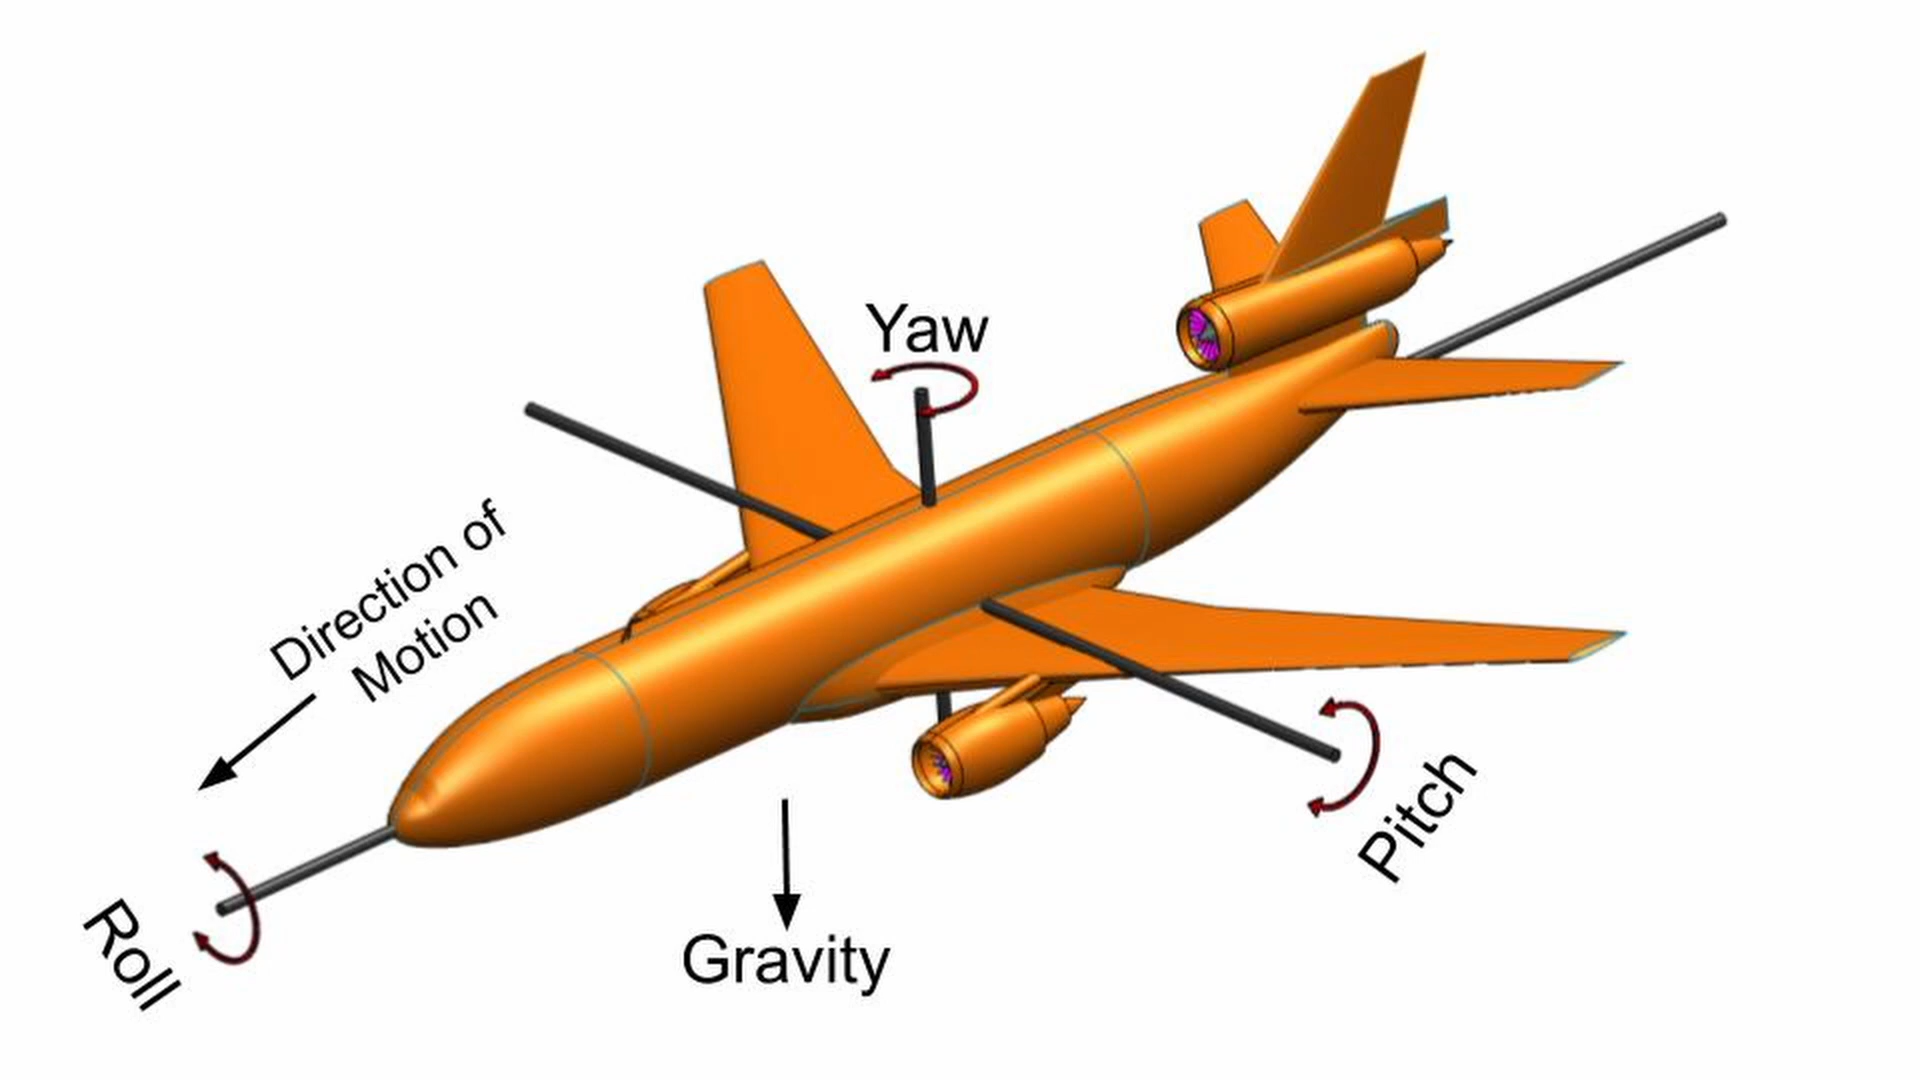 Yaw
Direction of
Motion
Pitch
Roll
Gravity